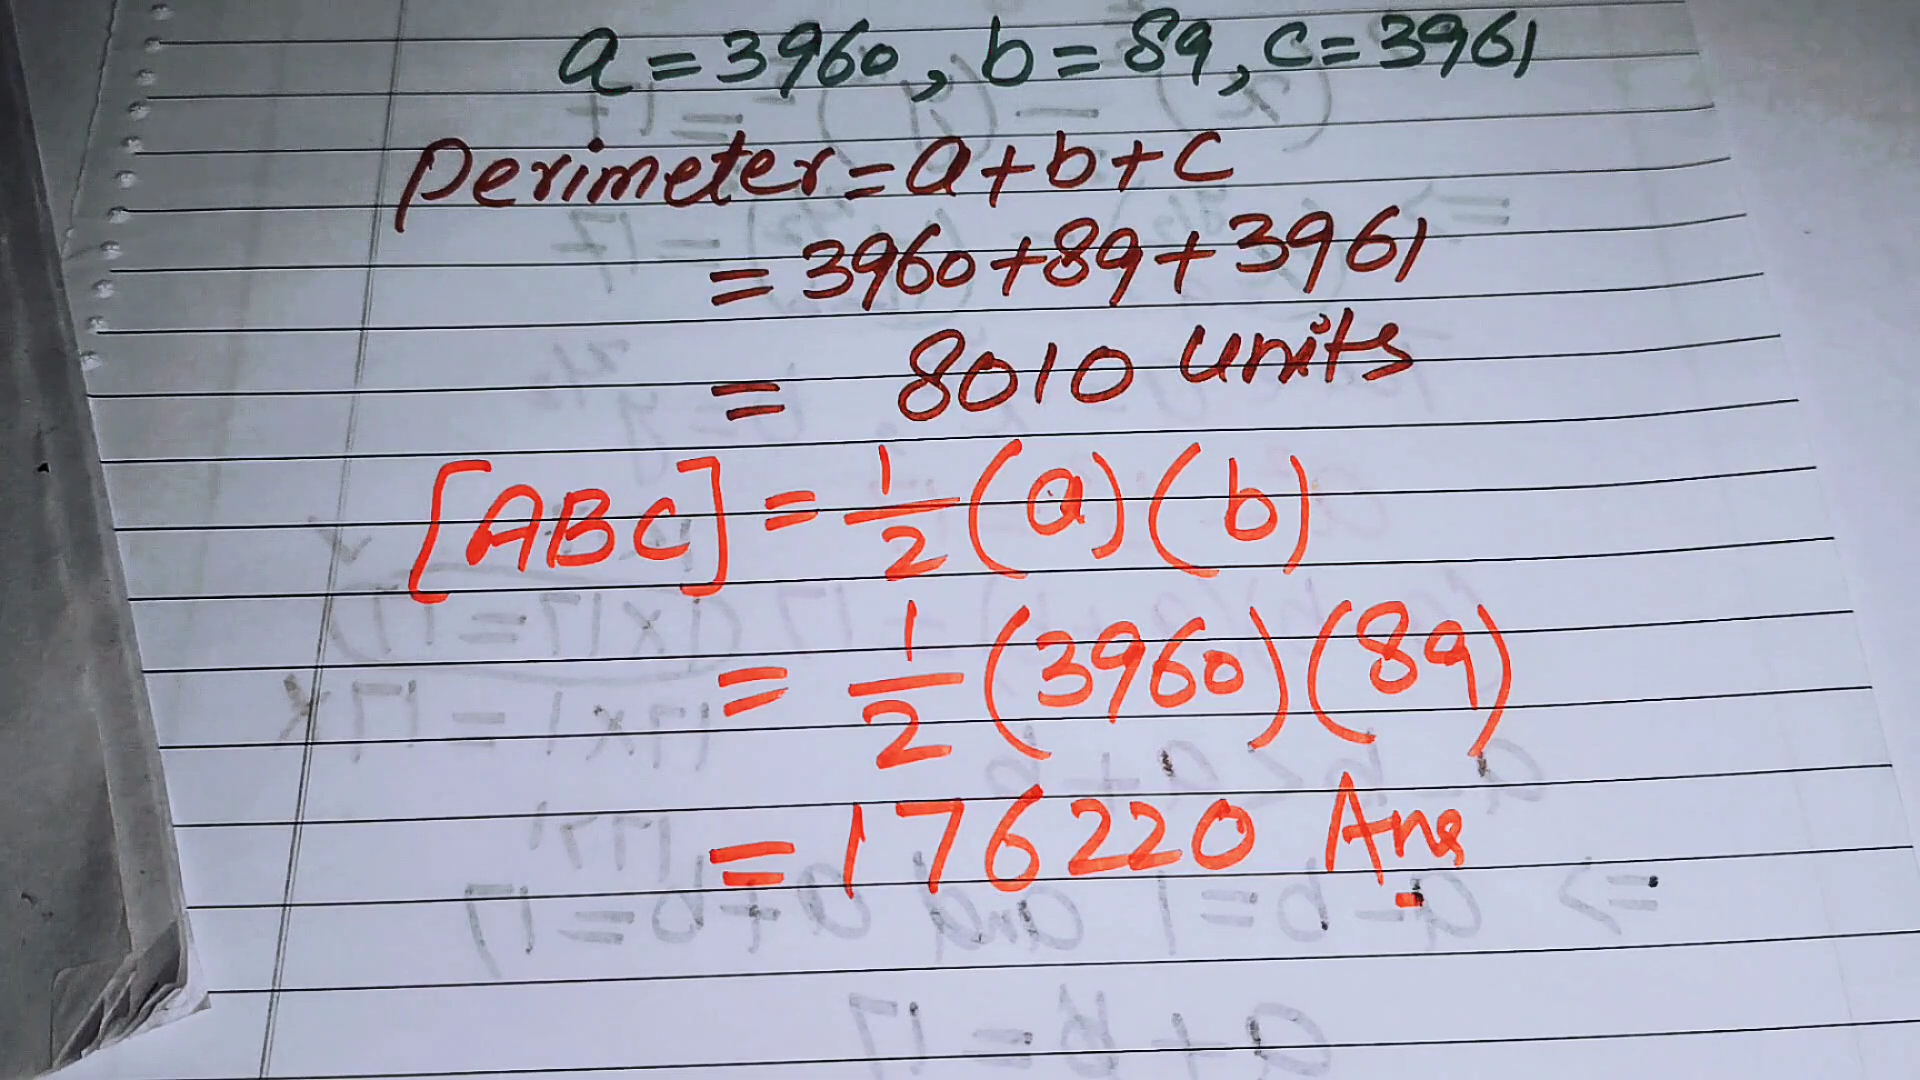 a = 3960, b = 89, c = 3961
Perimeter = a + b + c
= 3960 + 89 + 3961
= 8010 units
[ABC] = 1/2 (a) (b)
= 1/2 (3960) (89)
= 176220 Ans